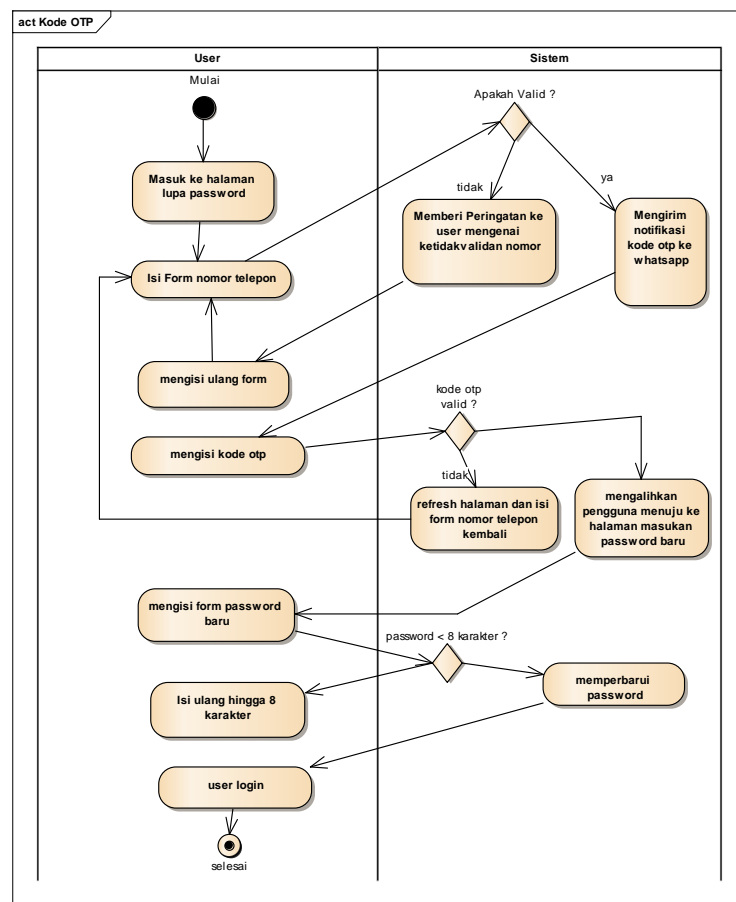 act Kode OTP
User
Sistem
Mulai
Apakah Valid ?
Masuk ke halaman
lupa password
tidak
ya
Memberi Peringatan ke
user mengenai
ketidakvalidan nomor
Mengirim
notifikasi
kode otp ke
whatsapp
Isi Form nomor telepon
mengisi ulang form
kode otp
valid ?
mengisi kode otp
tidak
refresh halaman dan isi
form nomor telepon
kembali
mengalihkan
pengguna menuju ke
halaman masukan
password baru
mengisi form password
baru
password < 8 karakter ?
Isi ulang hingga 8
karakter
memperbarui
password
user login
selesai